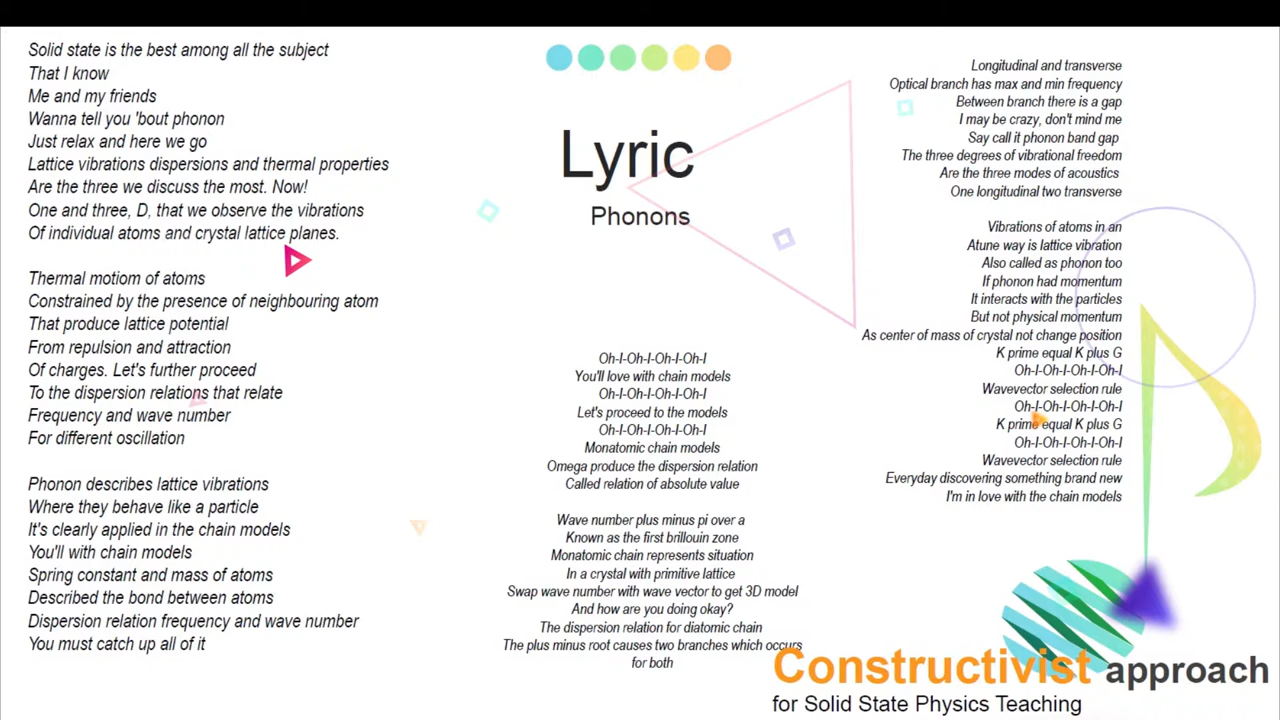 Solid state is the best among all the subject
That I know
Me and my friends
Wanna tell you 'bout phonon
Just relax and here we go
Lattice vibrations dispersions and thermal properties
Are the three we discuss the most. Now!
One and three, D, that we observe the vibrations
Of individual atoms and crystal lattice planes.
Thermal motiom of atoms
Constrained by the presence of neighbouring atom
That produce lattice potential
From repulsion and attraction
Of charges. Let's further proceed
To the dispersion relations that relate
Frequency and wave number
For different oscillation
Phonon describes lattice vibrations
Where they behave like a particle
It's clearly applied in the chain models
You'll with chain models
Spring constant and mass of atoms
Described the bond between atoms
Dispersion relation frequency and wave number
You must catch up all of it
Lyric
Phonons
Oh-I-Oh-I-Oh-I-Oh-I
You'll love with chain models
Oh-I-Oh-I-Oh-I-Oh-I
Let's proceed to the models
Oh-I-Oh-I-Oh-I-Oh-I
Monatomic chain models
Omega produce the dispersion relation
Called relation of absolute value
Wave number plus minus pi over a
Known as the first brillouin zone
Monatomic chain represents situation
In a crystal with primitive lattice
Swap wave number with wave vector to get 3D model
And how are you doing okay?
The dispersion relation for diatomic chain
The plus minus root causes two branches which occurs
for both
Longitudinal and transverse
Optical branch has max and min frequency
Between branch there is a gap
I may be crazy, don't mind me
Say call it phonon band gap
The three degrees of vibrational freedom
Are the three modes of acoustics
One longitudinal two transverse
Vibrations of atoms in an
Atune way is lattice vibration
Also called as phonon too
If phonon had momentum
It interacts with the particles
But not physical momentum
As center of mass of crystal not change position
K prime equal K plus G
Oh-I-Oh-I-Oh-I-Oh-I
Wavevector selection rule
Oh-I-Oh-I-Oh-I-Oh-I
K prime equal K plus G
Oh-I-Oh-I-Oh-I-Oh-I
Wavevector selection rule
Everyday discovering something brand new
I'm in love with the chain models
Constructivist approach
for Solid State Physics Teaching